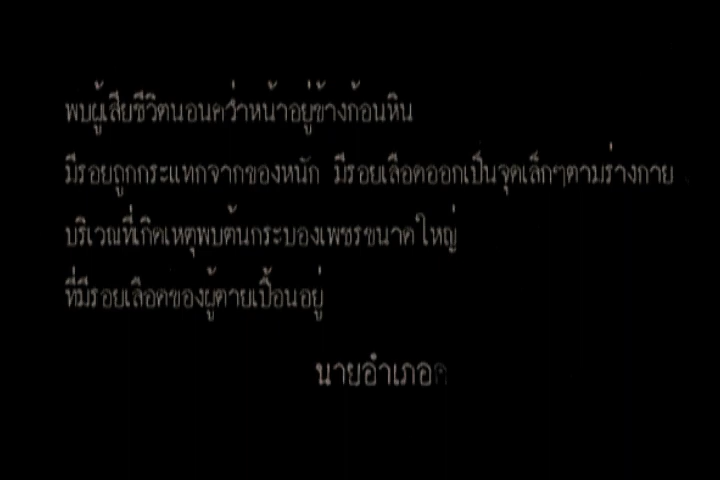 พบผู้เสียชีวิตนอนคว่ำหน้าอยู่ข้างก้อนหิน
มีรอยถูกกระแทกจากของหนัก มีรอยเลือดออกเป็นจุดเล็กๆตามร่างกาย
บริเวณที่เกิดเหตุพบต้นกระบองเพชรขนาดใหญ่
ที่มีรอยเลือดของผู้ตายเปื้อนอยู่
นายอำเภอ